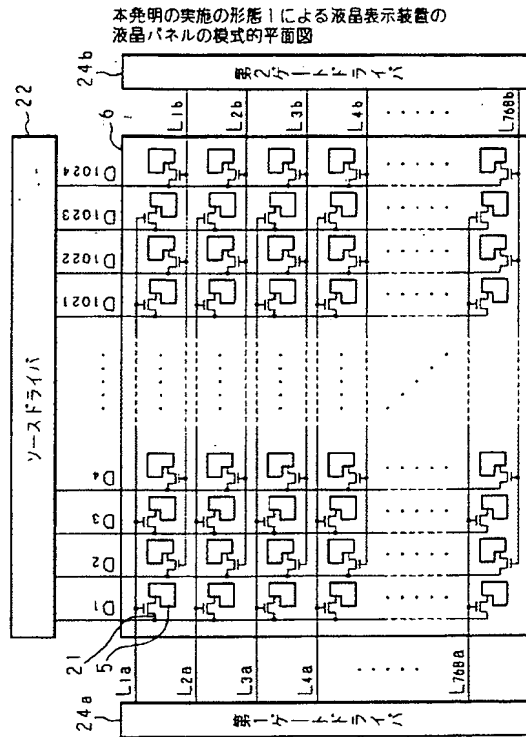 本発明の実施の形態1による液晶表示装置の
液晶パネルの模式的平面図
22
ソースドライバ
24b
第2ゲートドライバ
6
D1 D2 D3 D4 ····· D1021 D1022 D1023 D1024
L1b
L2b
L3b
L4b
·····
L768b
21
5
L1a
L2a
L3a
L4a
·····
L768a
24a
第1ゲートドライバ